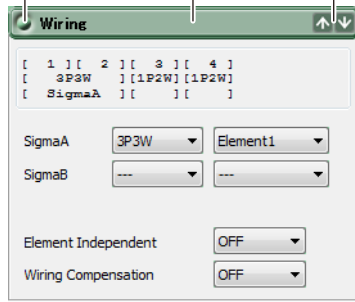 Wiring
[  1 ][  2  ][  3 ][  4 ]
[   3P3W    ][1P2W][1P2W]
[  SigmaA  ][    ][    ]
SigmaA 3P3W Element1
SigmaB --- ---
Element Independent OFF
Wiring Compensation OFF